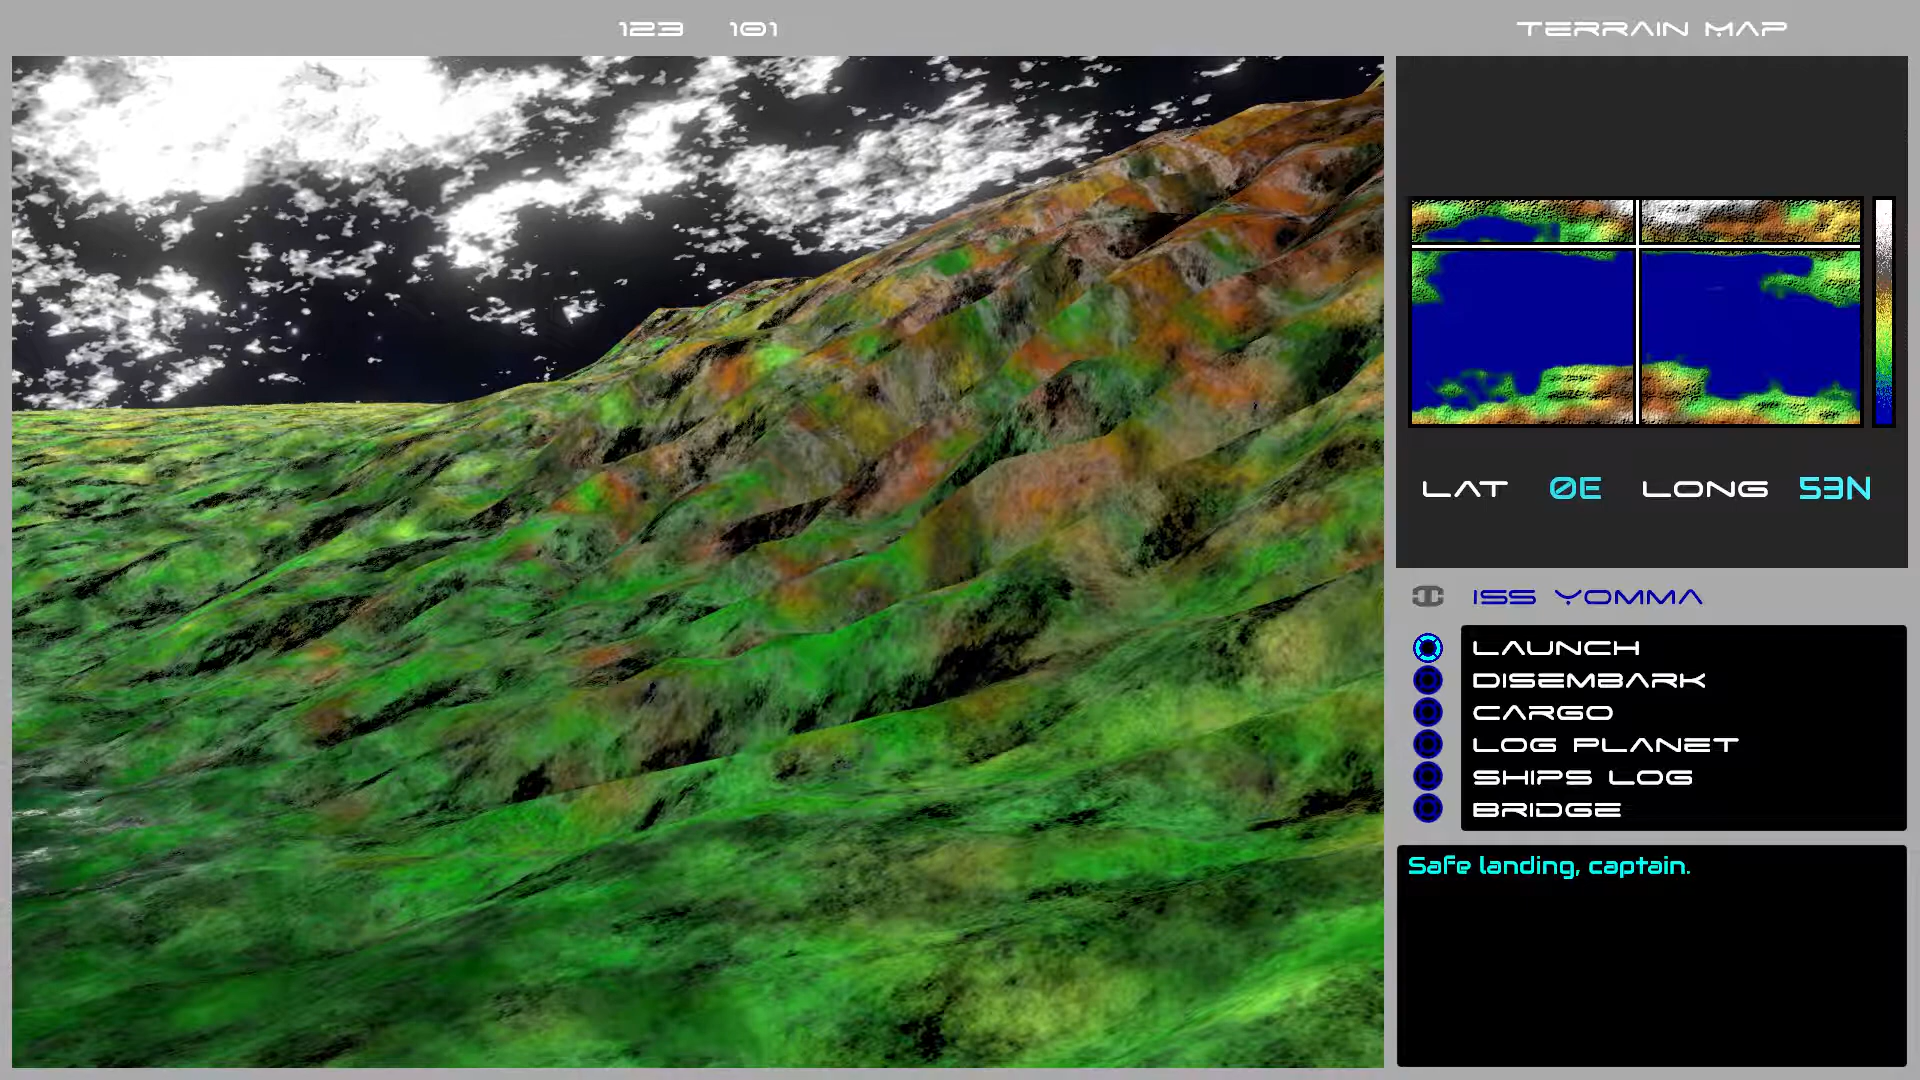 123 101
TERRAIN MAP
LAT 0E LONG 53N
ISS YOMMA
LAUNCH
DISEMBARK
CARGO
LOG PLANET
SHIPS LOG
BRIDGE
Safe landing, captain.